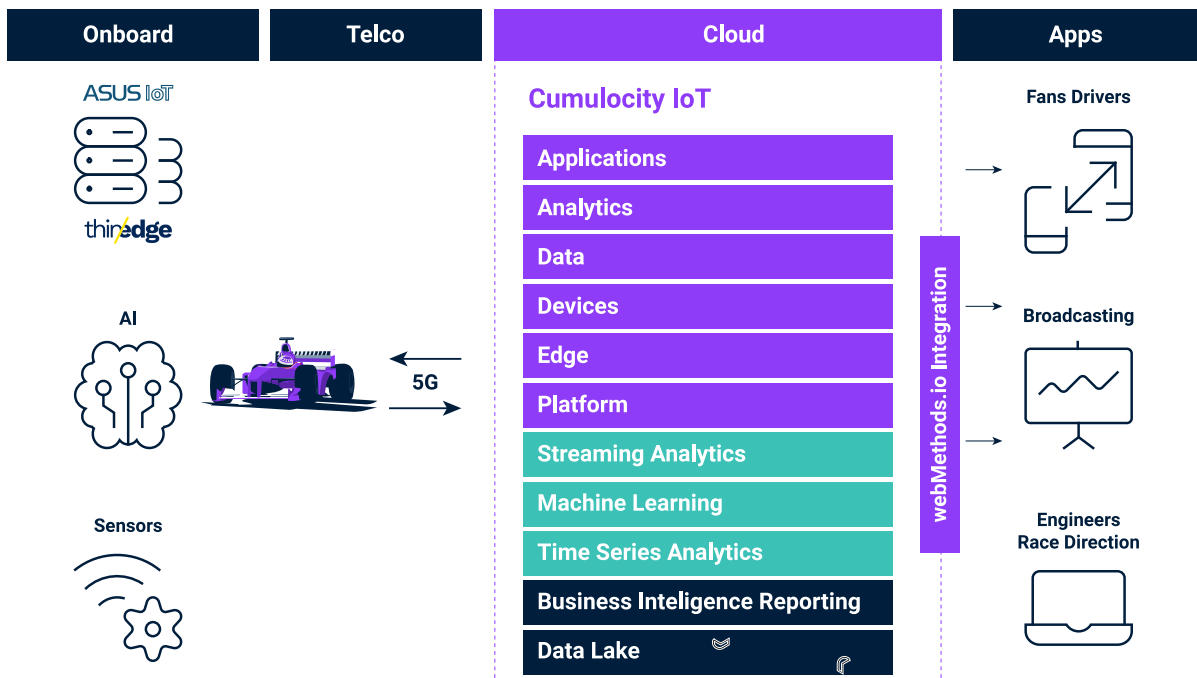 Onboard
Telco
Cloud
Apps
ASUS IoT
thin/edge
AI
Sensors
5G
Cumulocity IoT
Applications
Analytics
Data
Devices
Edge
Platform
Streaming Analytics
Machine Learning
Time Series Analytics
Business Inteligence Reporting
Data Lake
webMethods.io Integration
Fans Drivers
Broadcasting
Engineers
Race Direction